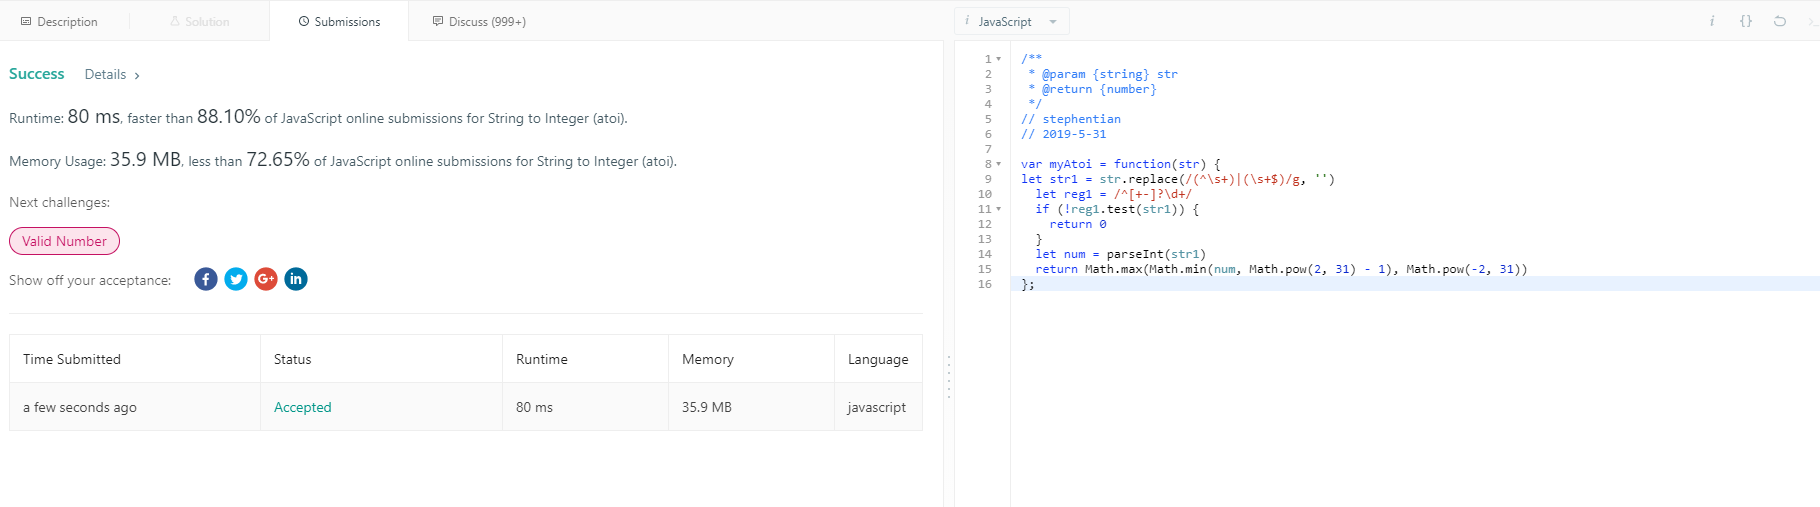 Description
Solution
Submissions
Discuss (999+)
Success Details ›
Runtime: 80 ms, faster than 88.10% of JavaScript online submissions for String to Integer (atoi).
Memory Usage: 35.9 MB, less than 72.65% of JavaScript online submissions for String to Integer (atoi).
Next challenges:
Valid Number
Show off your acceptance: f G+ in
Time Submitted Status Runtime Memory Language
a few seconds ago Accepted 80 ms 35.9 MB javascript
i JavaScript i {}
1 /**
2  * @param {string} str
3  * @return {number}
4  */
5 // stephentian
6 // 2019-5-31
7
8 var myAtoi = function(str) {
9 let str1 = str.replace(/(^\s+)|(\s+$)/g, '')
10   let reg1 = /^[+-]?\d+/
11   if (!reg1.test(str1)) {
12     return 0
13   }
14   let num = parseInt(str1)
15   return Math.max(Math.min(num, Math.pow(2, 31) - 1), Math.pow(-2, 31))
16 };